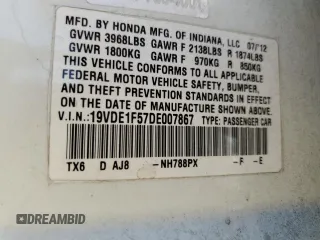 MFD. BY HONDA MFG. OF INDIANA, LLC 07/12
GVWR 3968LBS GAWR F 2138LBS R 1874LBS
GVWR 1800KG GAWR F 970KG R 850KG
THIS VEHICLE CONFORMS TO ALL APPLICABLE
FEDERAL MOTOR VEHICLE SAFETY, BUMPER,
AND THEFT PREVENTION STANDARDS IN EFFECT
ON THE DATE OF MANUFACTURE SHOWN ABOVE.
V.I.N.: 19VDE1F57DE007867 TYPE: PASSENGER CAR
TX6 D AJ8 -NH788PX -F -E
DREAMBID
dreambid.com